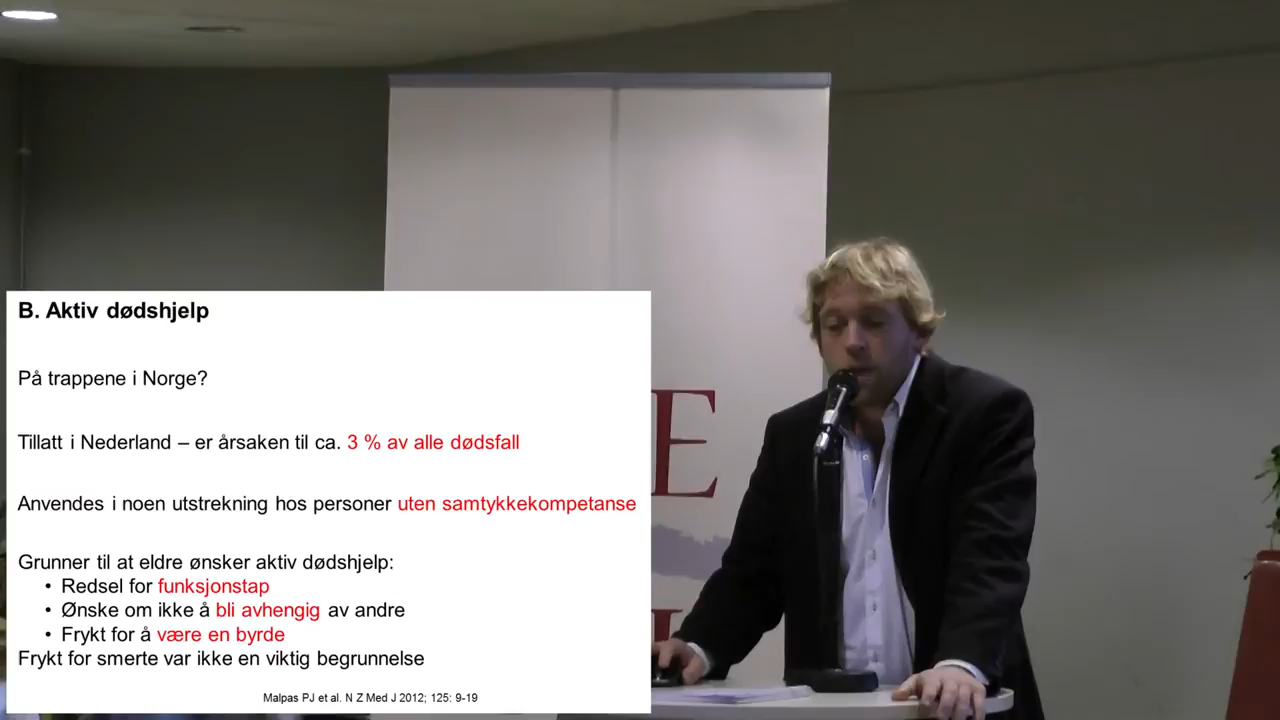 B. Aktiv dødshjelp
På trappene i Norge?
Tillatt i Nederland – er årsaken til ca. 3 % av alle dødsfall
Anvendes i noen utstrekning hos personer uten samtykkekompetanse
Grunner til at eldre ønsker aktiv dødshjelp:
• Redsel for funksjonstap
• Ønske om ikke å bli avhengig av andre
• Frykt for å være en byrde
Frykt for smerte var ikke en viktig begrunnelse
Malpas PJ et al. N Z Med J 2012; 125: 9-19
E